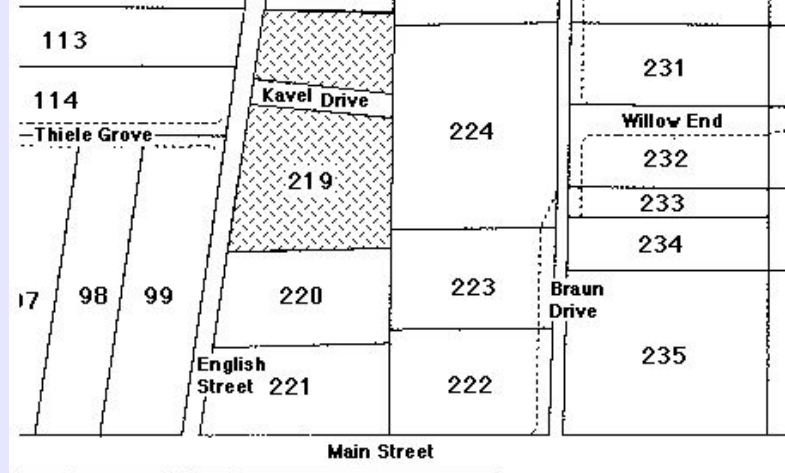 113
231
114
Kavel Drive
224
Willow End
Thiele Grove
232
219
233
234
98
99
220
223
Braun
Drive
235
English
Street
221
222
Main Street